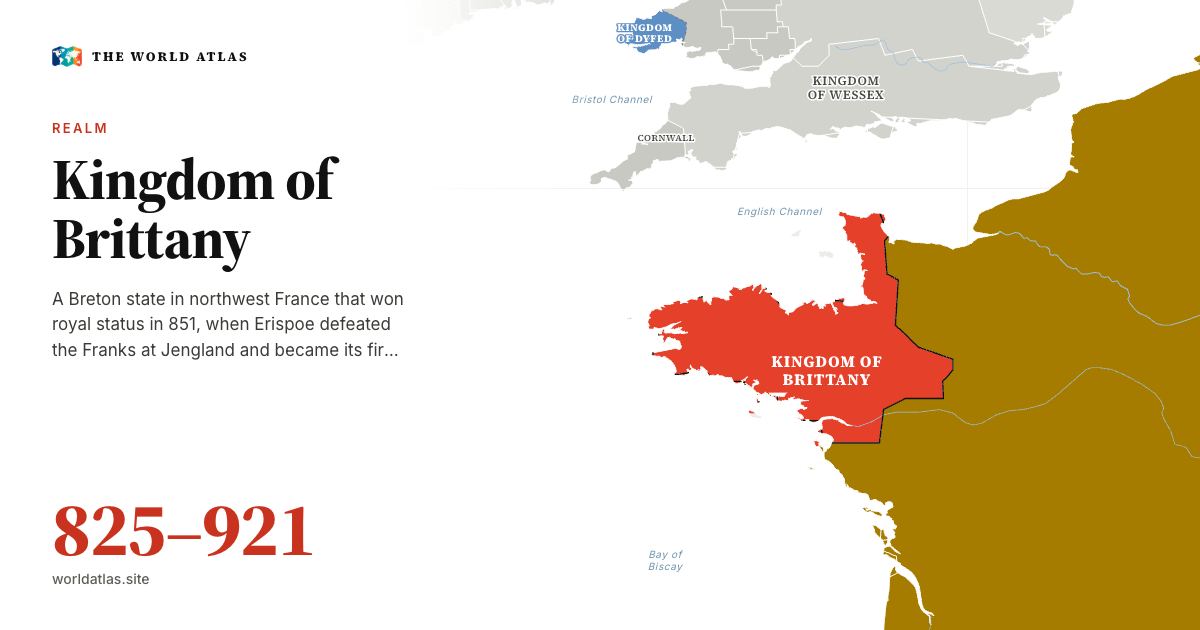 THE WORLD ATLAS
REALM
Kingdom of
Brittany
A Breton state in northwest France that won
royal status in 851, when Erispoe defeated
the Franks at Jengland and became its fir...
825–921
worldatlas.site
KINGDOM
OF DYFED
KINGDOM
OF WESSEX
Bristol Channel
CORNWALL
English Channel
KINGDOM OF
BRITTANY
Bay of
Biscay